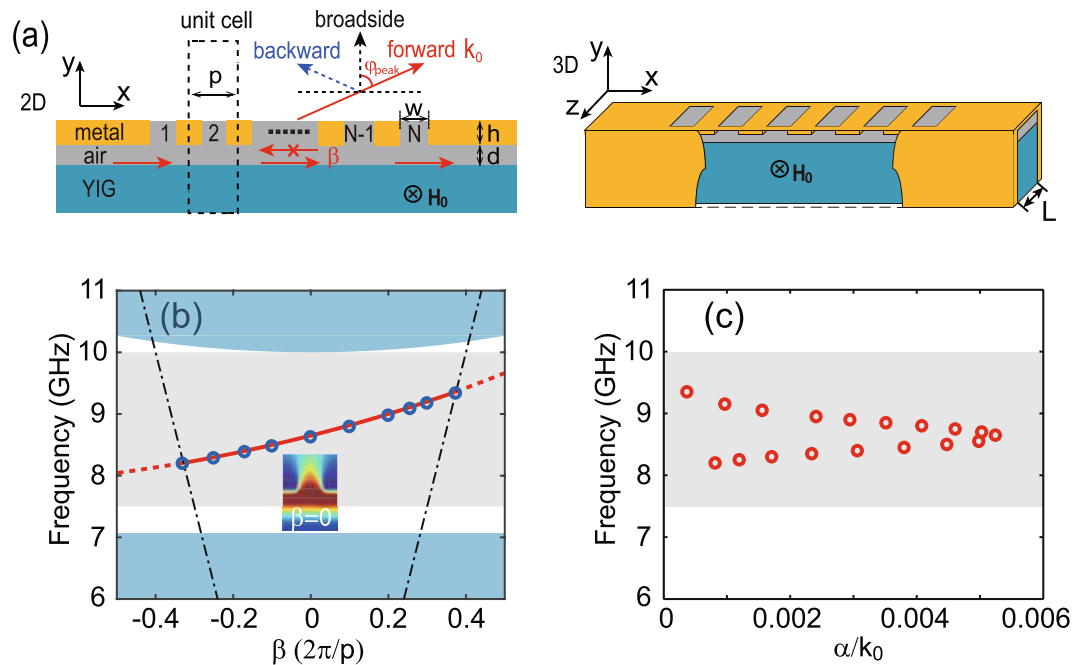 (a)
unit cell
broadside
backward
forward k₀
φpeak
y
p
2D
x
w
metal
1
2
N-1
N
h
air
β
d
YIG
H₀
3D
y
x
z
H₀
L
(b)
11
10
9
8
7
6
Frequency (GHz)
β=0
-0.4
-0.2
0
0.2
0.4
β (2π/p)
(c)
11
10
9
8
7
6
Frequency (GHz)
0
0.002
0.004
0.006
α/k₀